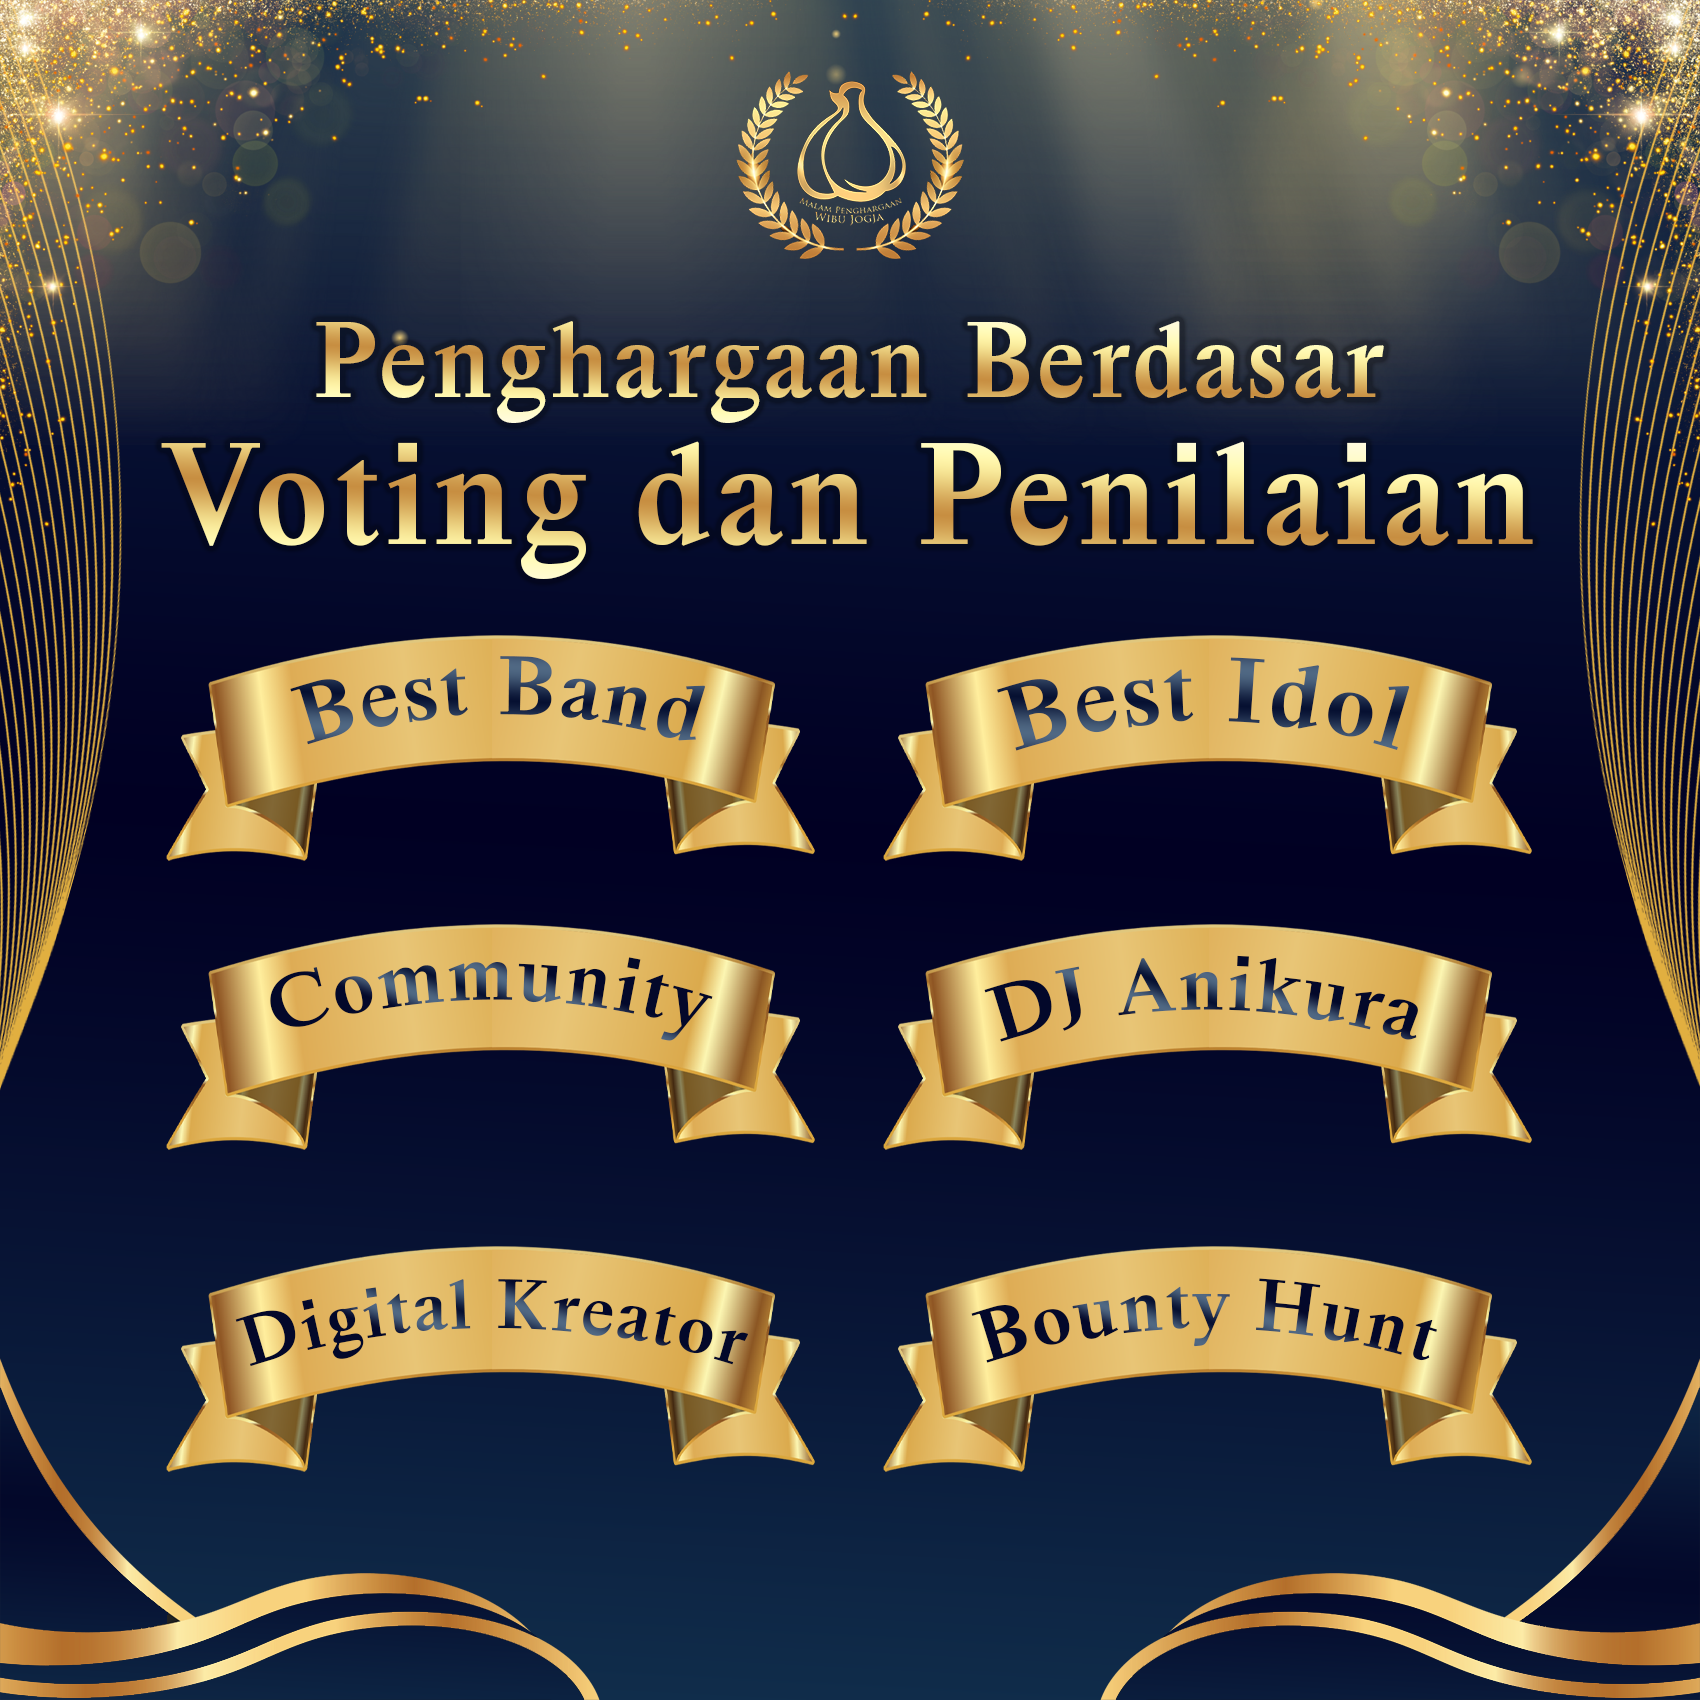 Malam Penghargaan
Wibu Jogja
Penghargaan Berdasar
Voting dan Penilaian
Best Band
Best Idol
Community
DJ Anikura
Digital Kreator
Bounty Hunt